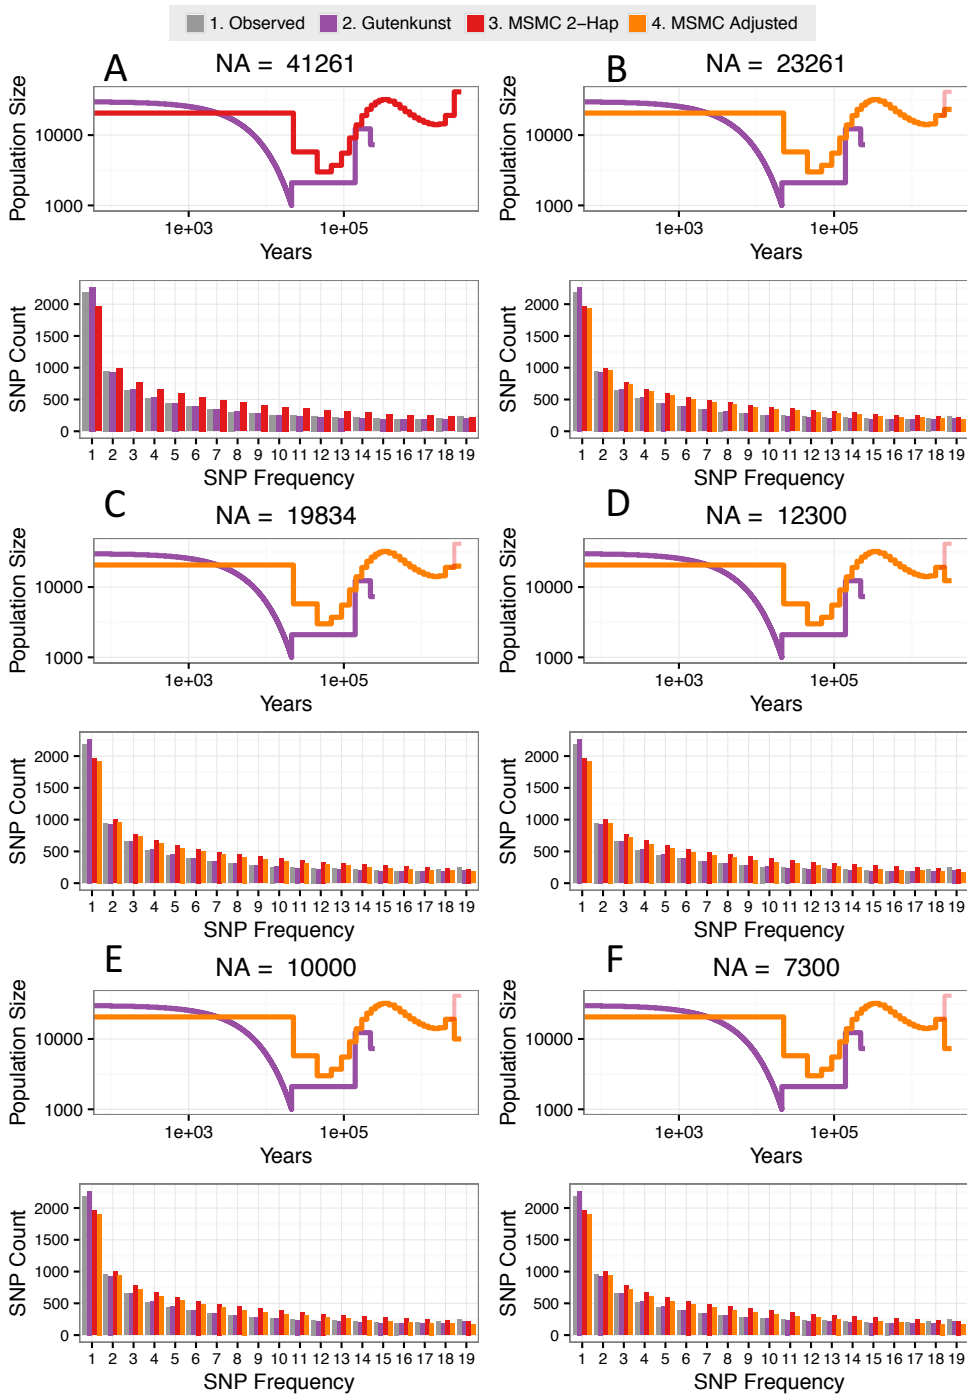 1. Observed 2. Gutenkunst 3. MSMC 2−Hap 4. MSMC Adjusted
A
NA = 41261
Population Size
10000
1000
1e+03 1e+05
Years
SNP Count
2000
1500
1000
500
0
1 2 3 4 5 6 7 8 9 10 11 12 13 14 15 16 17 18 19
SNP Frequency
B
NA = 23261
Population Size
10000
1000
1e+03 1e+05
Years
SNP Count
2000
1500
1000
500
0
1 2 3 4 5 6 7 8 9 10 11 12 13 14 15 16 17 18 19
SNP Frequency
C
NA = 19834
Population Size
10000
1000
1e+03 1e+05
Years
SNP Count
2000
1500
1000
500
0
1 2 3 4 5 6 7 8 9 10 11 12 13 14 15 16 17 18 19
SNP Frequency
D
NA = 12300
Population Size
10000
1000
1e+03 1e+05
Years
SNP Count
2000
1500
1000
500
0
1 2 3 4 5 6 7 8 9 10 11 12 13 14 15 16 17 18 19
SNP Frequency
E
NA = 10000
Population Size
10000
1000
1e+03 1e+05
Years
SNP Count
2000
1500
1000
500
0
1 2 3 4 5 6 7 8 9 10 11 12 13 14 15 16 17 18 19
SNP Frequency
F
NA = 7300
Population Size
10000
1000
1e+03 1e+05
Years
SNP Count
2000
1500
1000
500
0
1 2 3 4 5 6 7 8 9 10 11 12 13 14 15 16 17 18 19
SNP Frequency